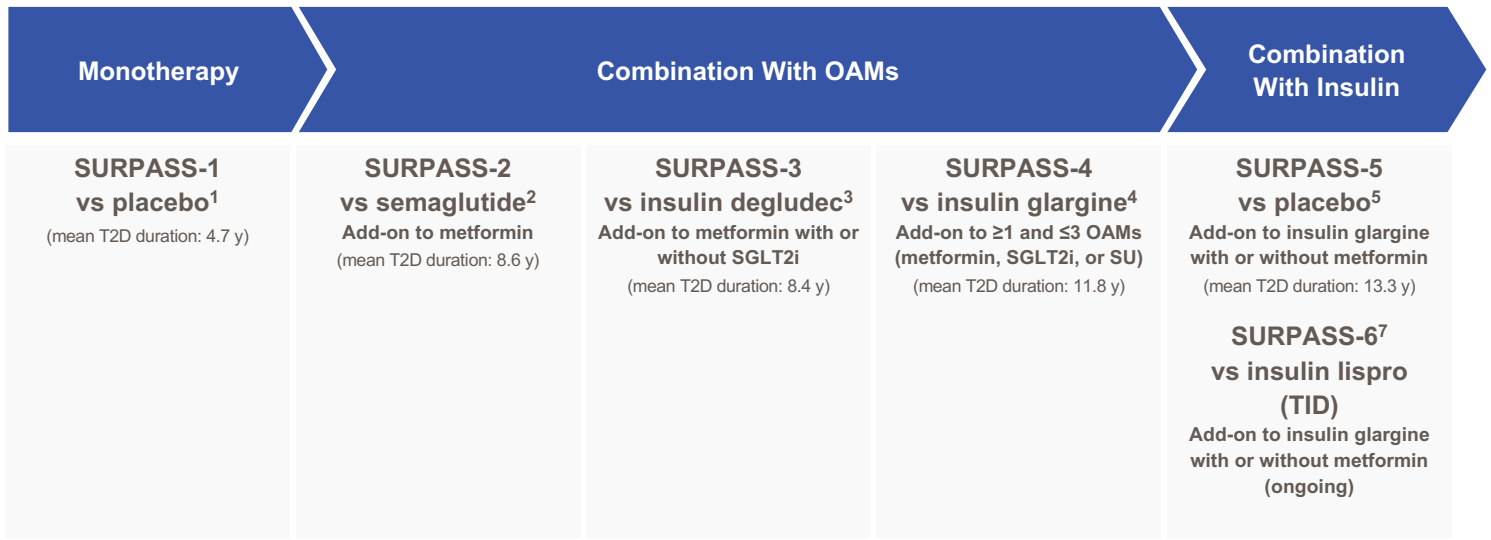 Monotherapy
Combination With OAMs
Combination
With Insulin
SURPASS-1
vs placebo¹
(mean T2D duration: 4.7 y)
SURPASS-2
vs semaglutide²
Add-on to metformin
(mean T2D duration: 8.6 y)
SURPASS-3
vs insulin degludec³
Add-on to metformin with or
without SGLT2i
(mean T2D duration: 8.4 y)
SURPASS-4
vs insulin glargine⁴
Add-on to ≥1 and ≤3 OAMs
(metformin, SGLT2i, or SU)
(mean T2D duration: 11.8 y)
SURPASS-5
vs placebo⁵
Add-on to insulin glargine
with or without metformin
(mean T2D duration: 13.3 y)
SURPASS-6⁷
vs insulin lispro
(TID)
Add-on to insulin glargine
with or without metformin
(ongoing)